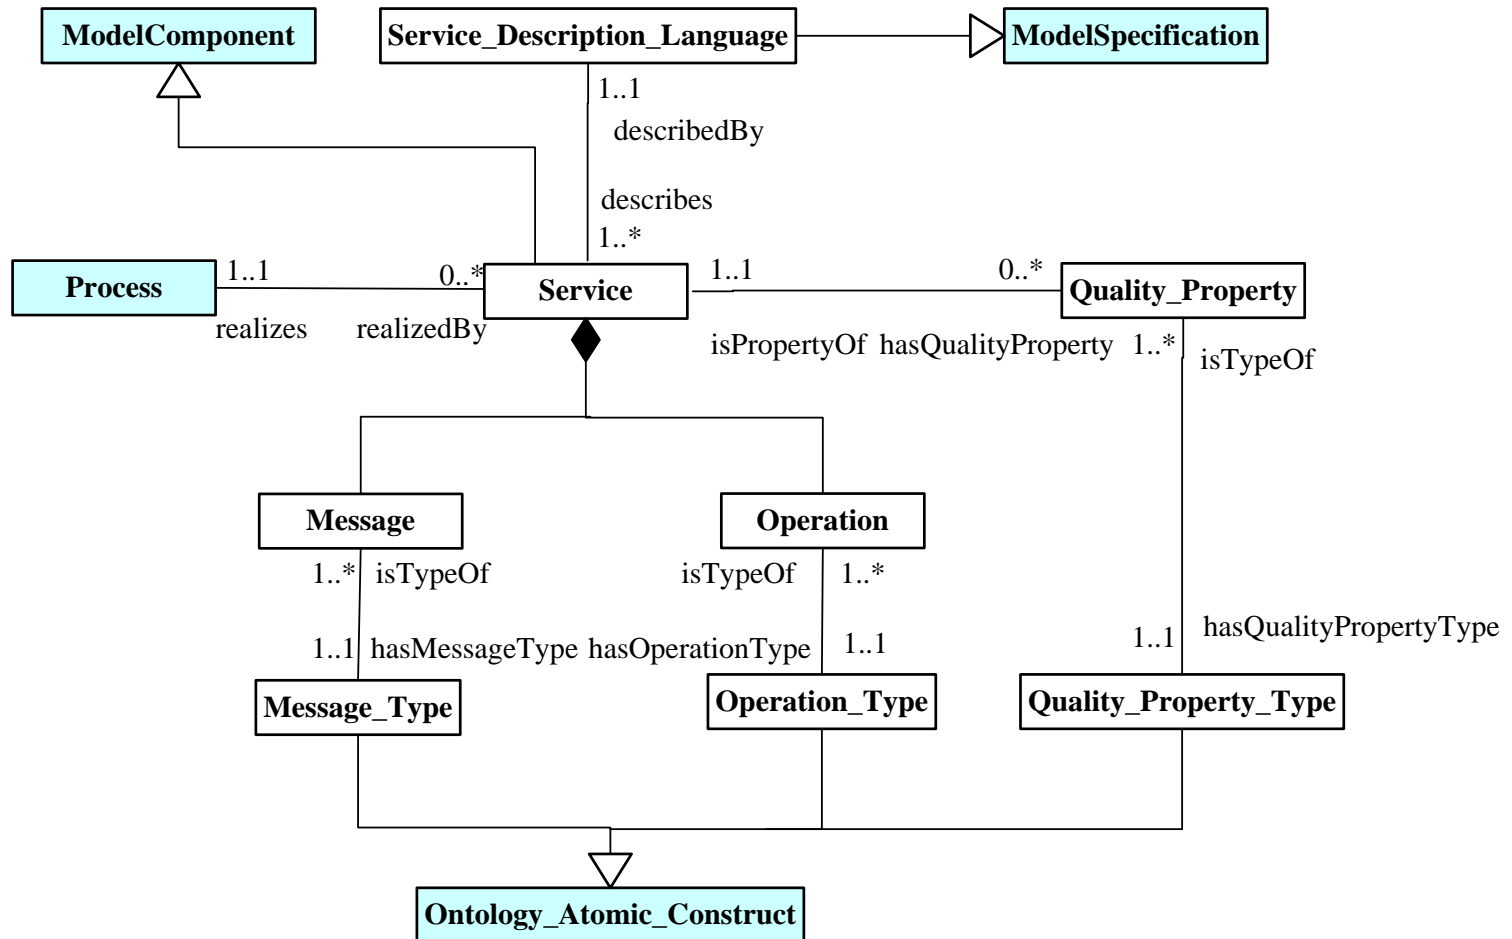 ModelComponent
Service_Description_Language
ModelSpecification
1..1
describedBy
describes
1..*
Process
1..1
0..*
realizes
realizedBy
Service
1..1
0..*
isPropertyOf
hasQualityProperty
Quality_Property
1..*
isTypeOf
Message
Operation
1..*
isTypeOf
isTypeOf
1..*
1..1
hasMessageType
hasOperationType
1..1
1..1
hasQualityPropertyType
Message_Type
Operation_Type
Quality_Property_Type
Ontology_Atomic_Construct